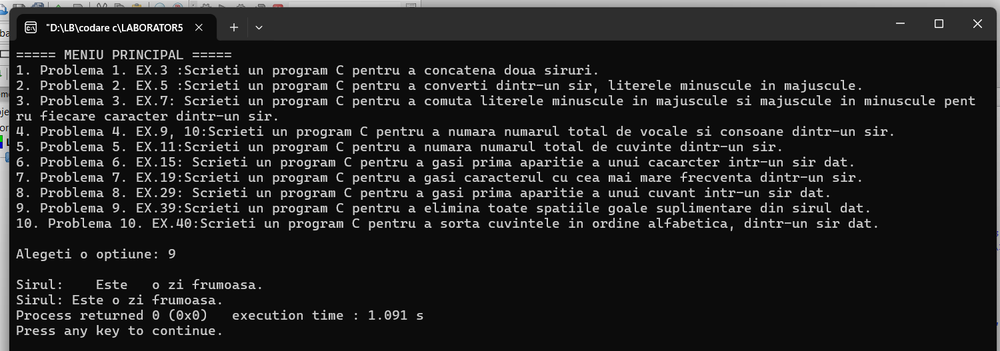 "D:\LB\codare c\LABORATOR5
===== MENIU PRINCIPAL =====
1. Problema 1. EX.3 :Scrieti un program C pentru a concatena doua siruri.
2. Problema 2. EX.5 :Scrieti un program C pentru a converti dintr-un sir, literele minuscule in majuscule.
3. Problema 3. EX.7: Scrieti un program C pentru a comuta literele minuscule in majuscule si majuscule in minuscule pent
ru fiecare caracter dintr-un sir.
4. Problema 4. EX.9, 10:Scrieti un program C pentru a numara numarul total de vocale si consoane dintr-un sir.
5. Problema 5. EX.11:Scrieti un program C pentru a numara numarul total de cuvinte dintr-un sir.
6. Problema 6. EX.15: Scrieti un program C pentru a gasi prima aparitie a unui cacarcter intr-un sir dat.
7. Problema 7. EX.19:Scrieti un program C pentru a gasi caracterul cu cea mai mare frecventa dintr-un sir.
8. Problema 8. EX.29: Scrieti un program C pentru a gasi prima aparitie a unui cuvant intr-un sir dat.
9. Problema 9. EX.39:Scrieti un program C pentru a elimina toate spatiile goale suplimentare din sirul dat.
10. Problema 10. EX.40:Scrieti un program C pentru a sorta cuvintele in ordine alfabetica, dintr-un sir dat.
Alegeti o optiune: 9
Sirul:    Este   o zi frumoasa.
Sirul: Este o zi frumoasa.
Process returned 0 (0x0)   execution time : 1.091 s
Press any key to continue.